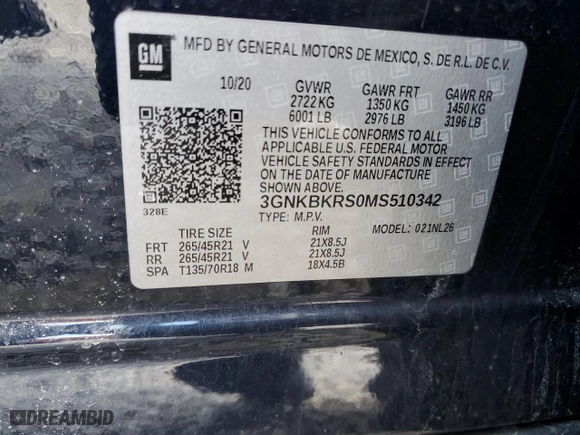 GM
MFD BY GENERAL MOTORS DE MEXICO, S. DE R.L. DE C.V.
10/20 GVWR GAWR FRT GAWR RR
2722 KG 1350 KG 1450 KG
6001 LB 2976 LB 3196 LB
THIS VEHICLE CONFORMS TO ALL
APPLICABLE U.S. FEDERAL MOTOR
VEHICLE SAFETY STANDARDS IN EFFECT
ON THE DATE OF MANUFACTURE
SHOWN ABOVE.
328E
3GNKBKRS0MS510342
TYPE: M.P.V. MODEL: 021NL26
TIRE SIZE RIM
FRT 265/45R21 V 21X8.5J
RR 265/45R21 V 21X8.5J
SPA T135/70R18 M 18X4.5B
DREAMBID